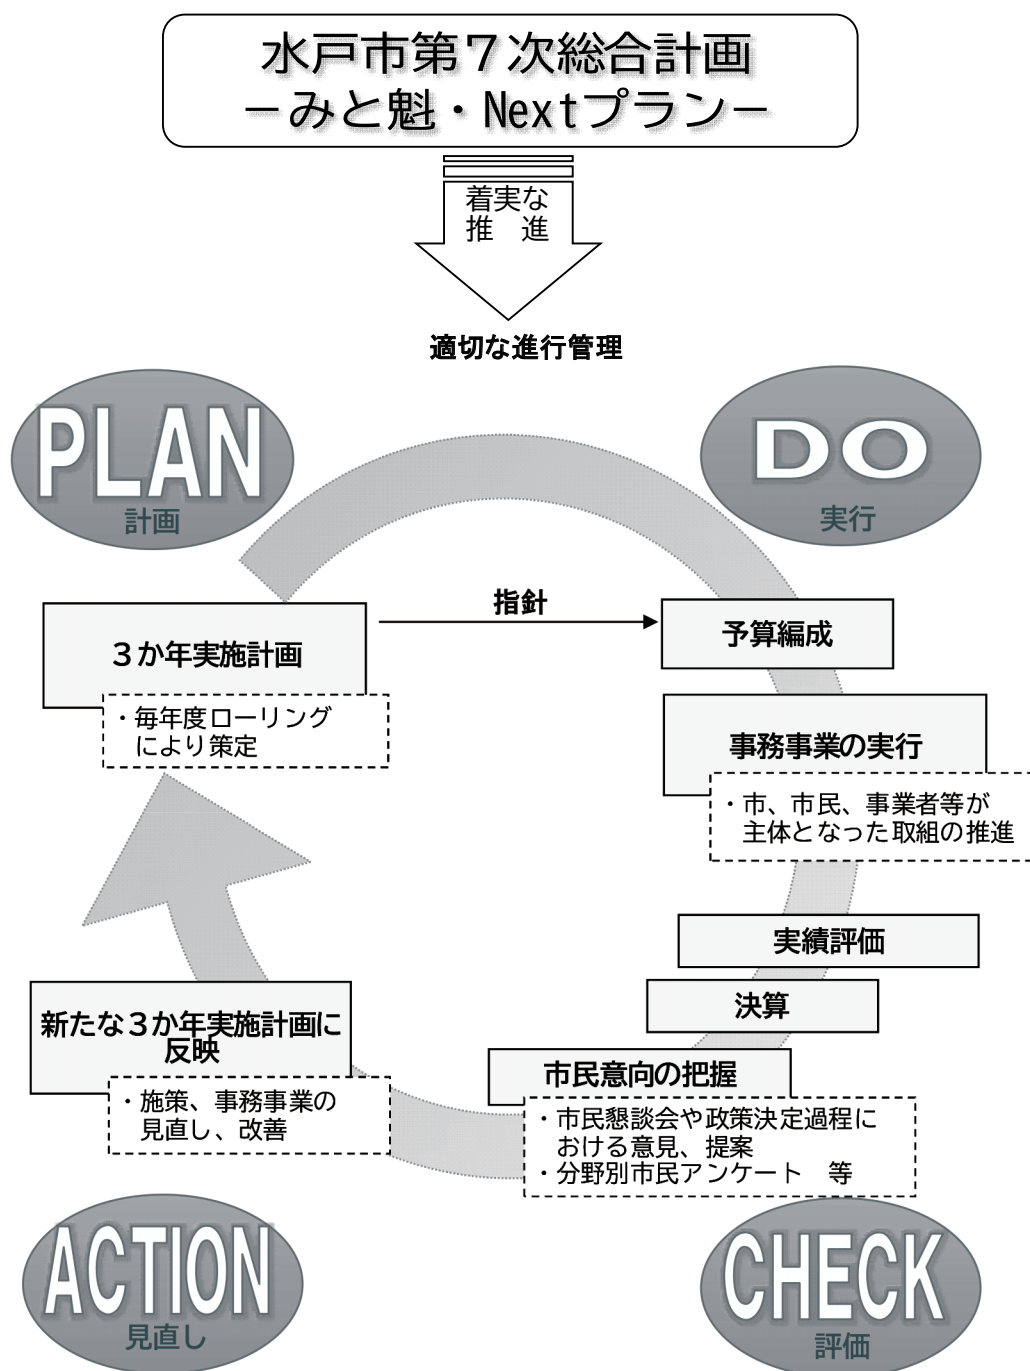 水戸市第７次総合計画
－みと魁・Nextプラン－
着実な
推　進
適切な進行管理
PLAN
計画
DO
実行
３か年実施計画
・毎年度ローリング
により策定
指針
予算編成
事務事業の実行
・市、市民、事業者等が
主体となった取組の推進
実績評価
決算
市民意向の把握
・市民懇談会や政策決定過程に
おける意見、提案
・分野別市民アンケート　等
新たな３か年実施計画に
反映
・施策、事務事業の
見直し、改善
ACTION
見直し
CHECK
評価